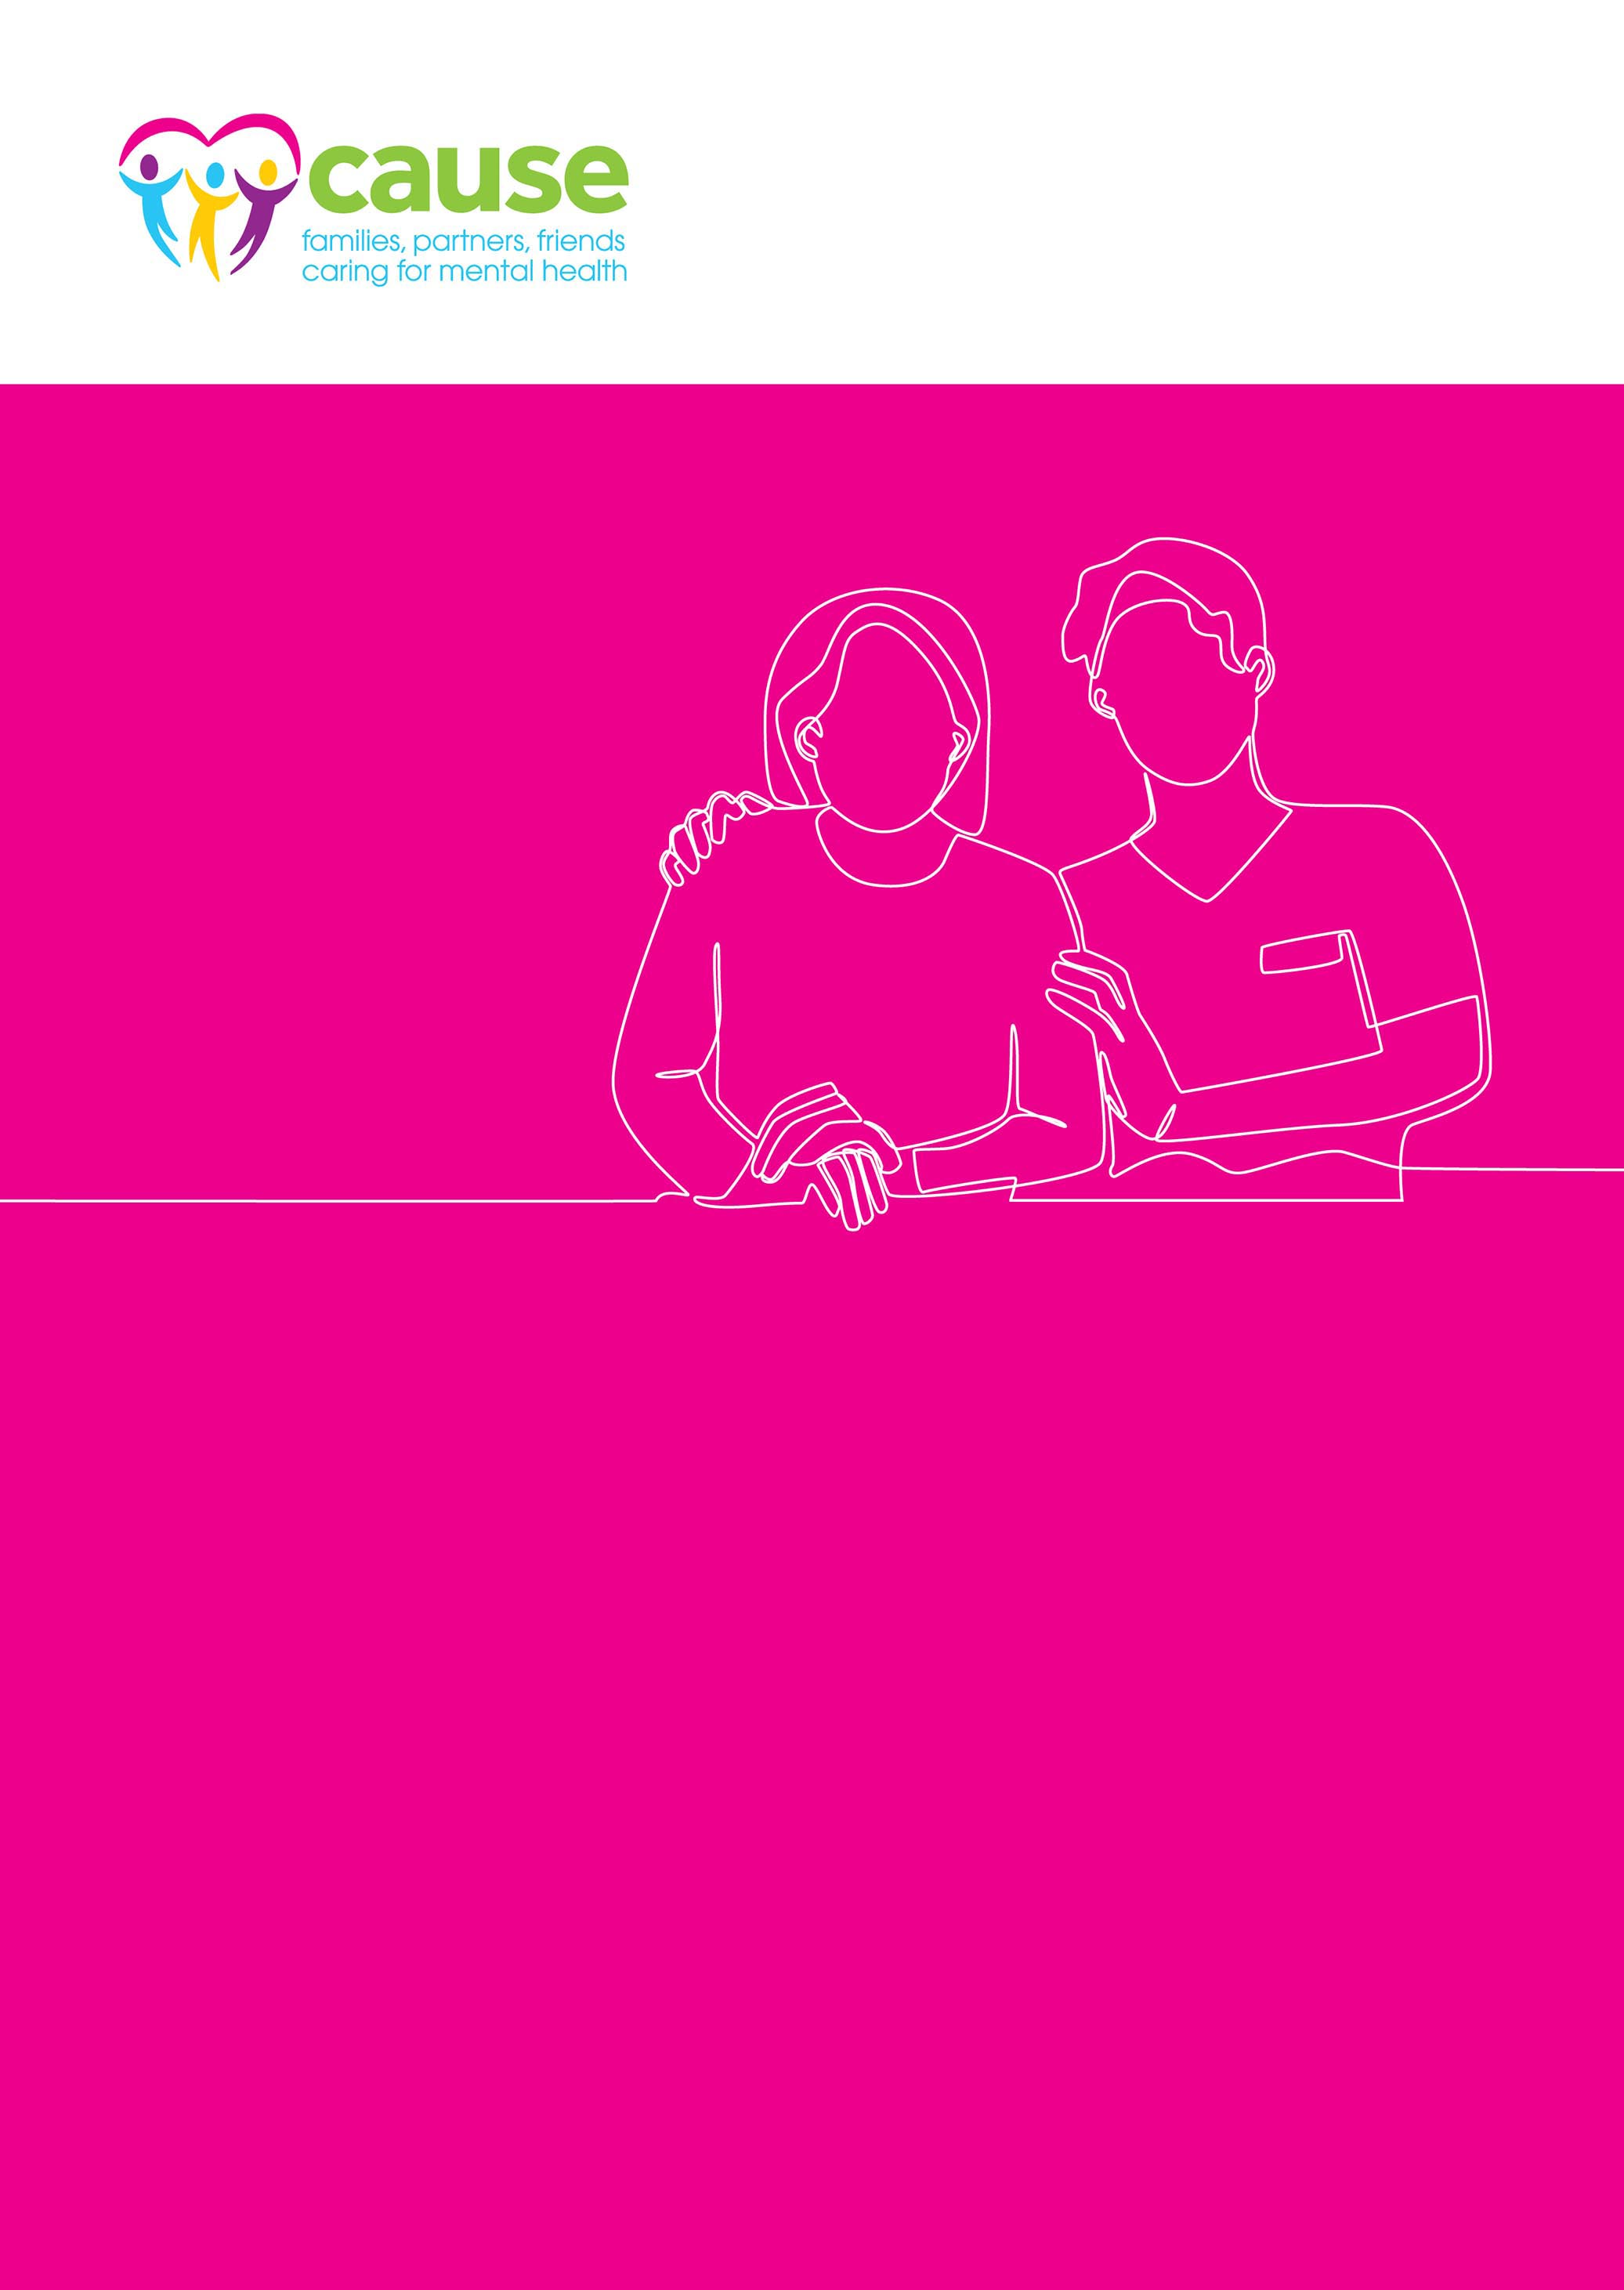 cause
families, partners, friends
caring for mental health